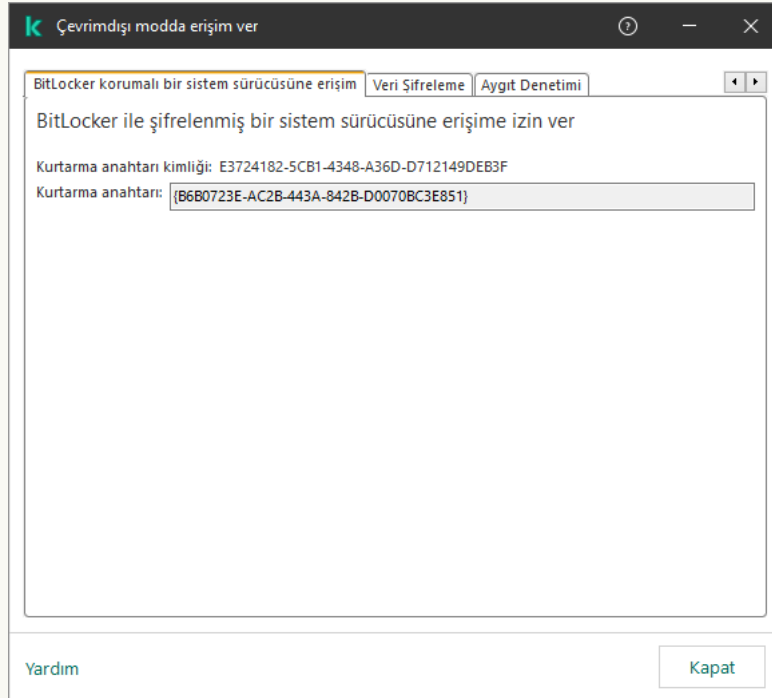 Çevrimdışı modda erişim ver
BitLocker korumalı bir sistem sürücüsüne erişim Veri Şifreleme Aygıt Denetimi
BitLocker ile şifrelenmiş bir sistem sürücüsüne erişime izin ver
Kurtarma anahtarı kimliği: E3724182-5CB1-4348-A36D-D712149DEB3F
Kurtarma anahtarı: {B6B0723E-AC2B-443A-842B-D0070BC3E851}
Yardım Kapat